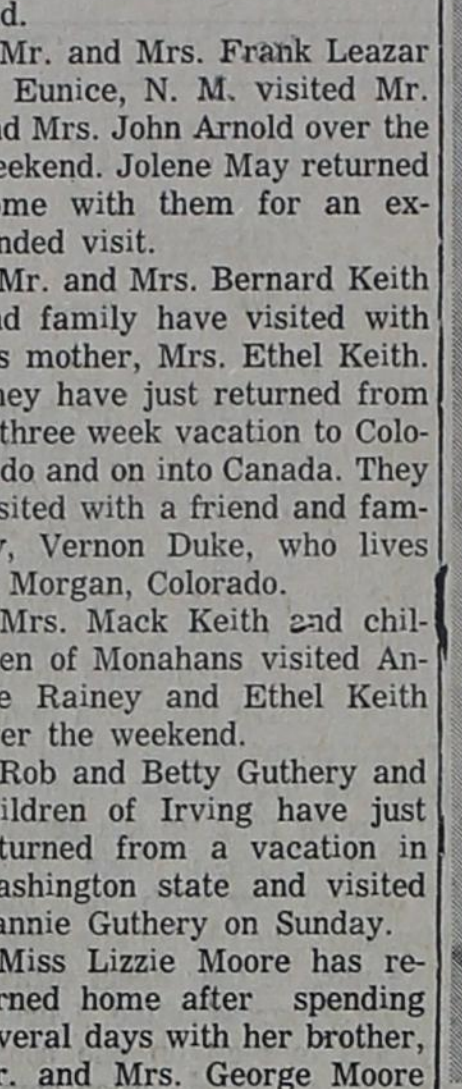 d.
Mr. and Mrs. Frank Leazar
Eunice, N. M. visited Mr.
d Mrs. John Arnold over the
eekend. Jolene May returned
ome with them for an ex-
nded visit.
Mr. and Mrs. Bernard Keith
d family have visited with
s mother, Mrs. Ethel Keith.
ey have just returned from
three week vacation to Colo-
do and on into Canada. They
sited with a friend and fam-
y, Vernon Duke, who lives
Morgan, Colorado.
Mrs. Mack Keith and chil-
en of Monahans visited An-
e Rainey and Ethel Keith
er the weekend.
Rob and Betty Guthery and
ildren of Irving have just
turned from a vacation in
ashington state and visited
annie Guthery on Sunday.
Miss Lizzie Moore has re-
rned home after spending
veral days with her brother,
r. and Mrs. George Moore